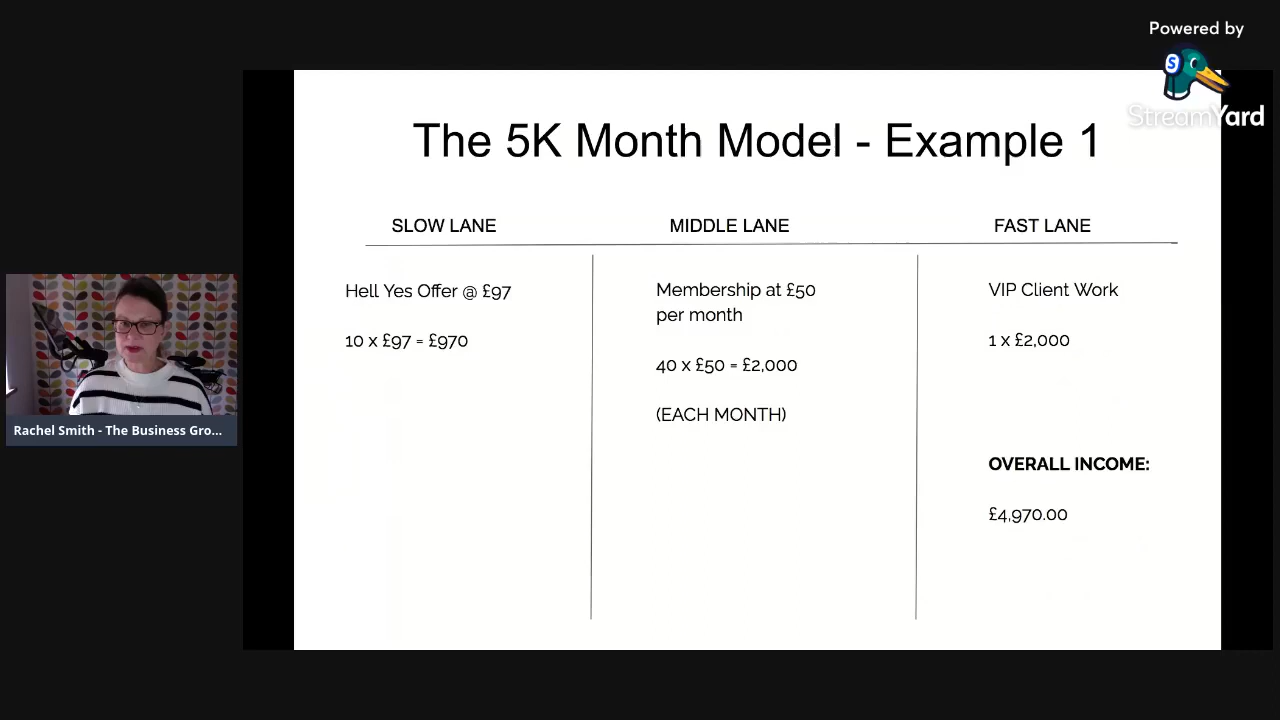 Powered by
S
StreamYard
The 5K Month Model - Example 1
SLOW LANE
MIDDLE LANE
FAST LANE
Hell Yes Offer @ £97
10 x £97 = £970
Membership at £50
per month
40 x £50 = £2,000
(EACH MONTH)
VIP Client Work
1 x £2,000
OVERALL INCOME:
£4,970.00
Rachel Smith - The Business Gro...